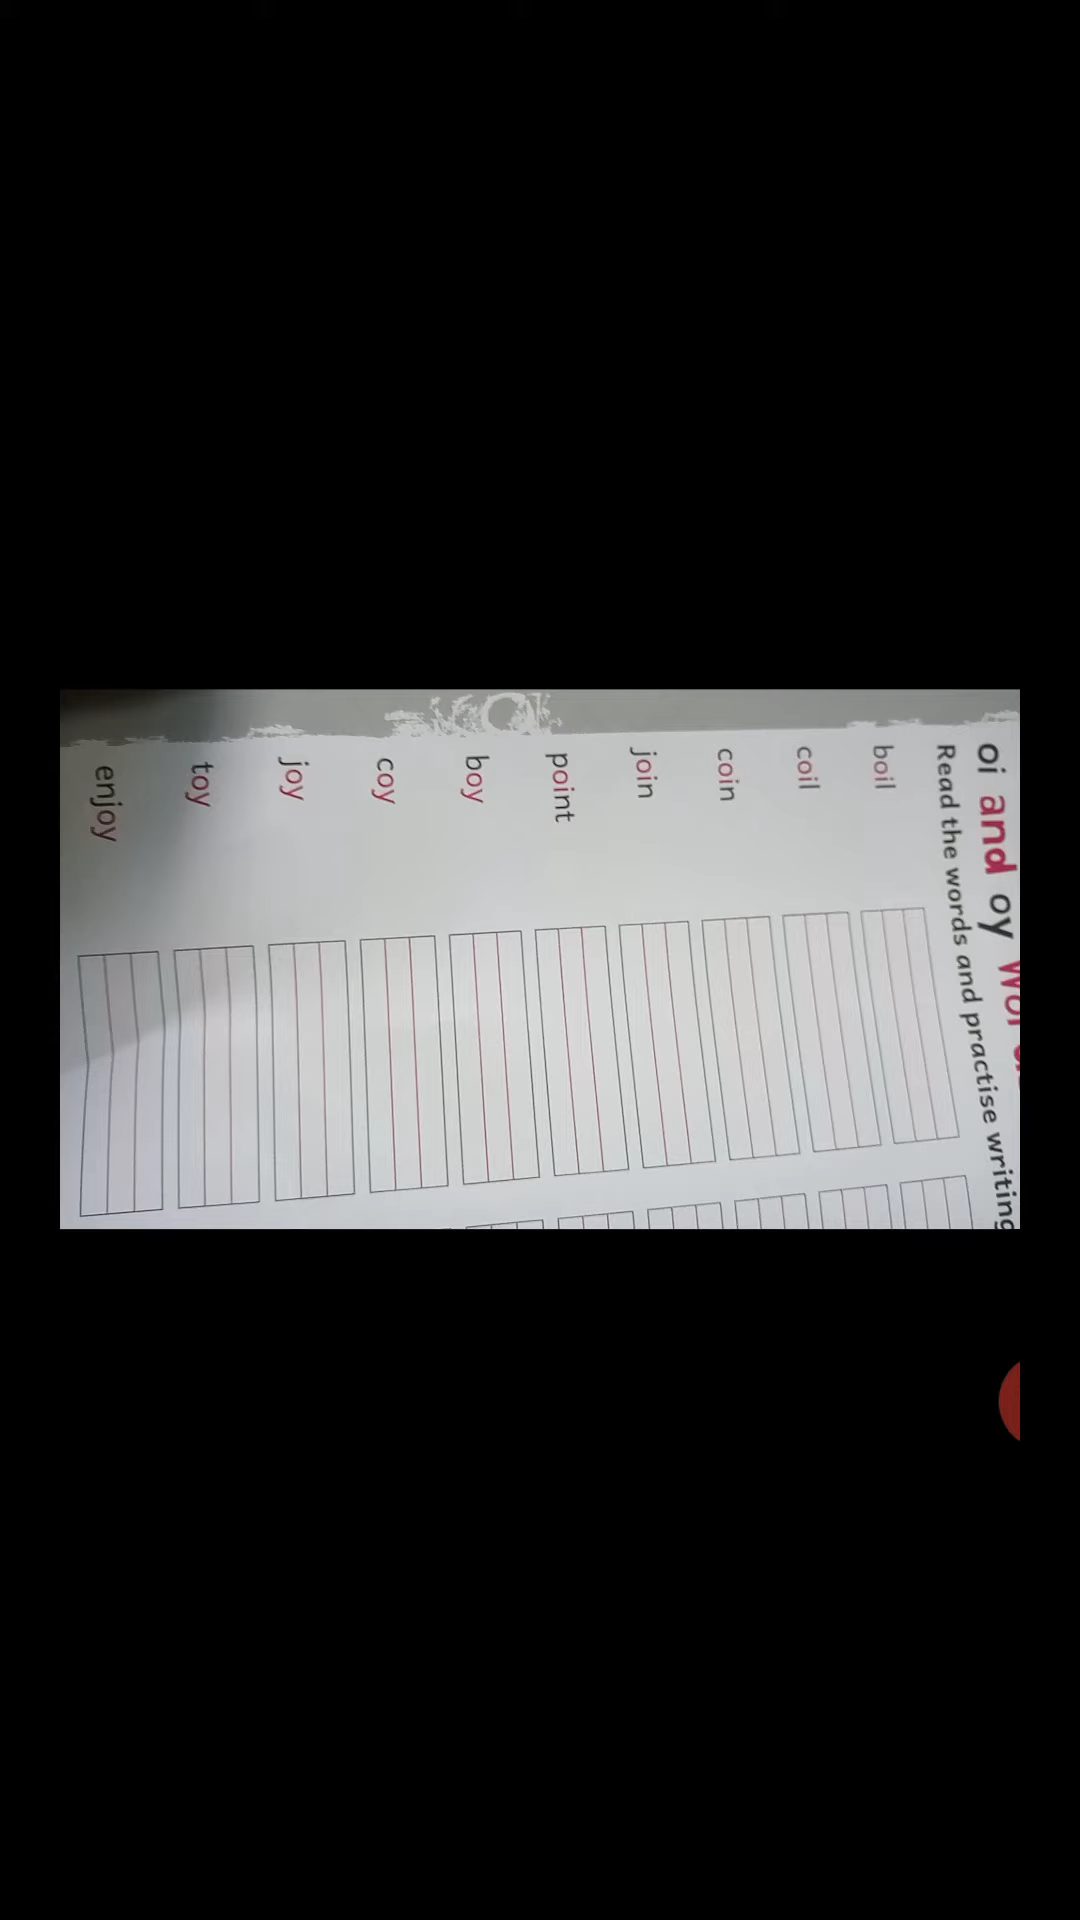 oi and oy
Read the words and practise writing
boil
coil
coin
join
point
boy
coy
joy
toy
enjoy